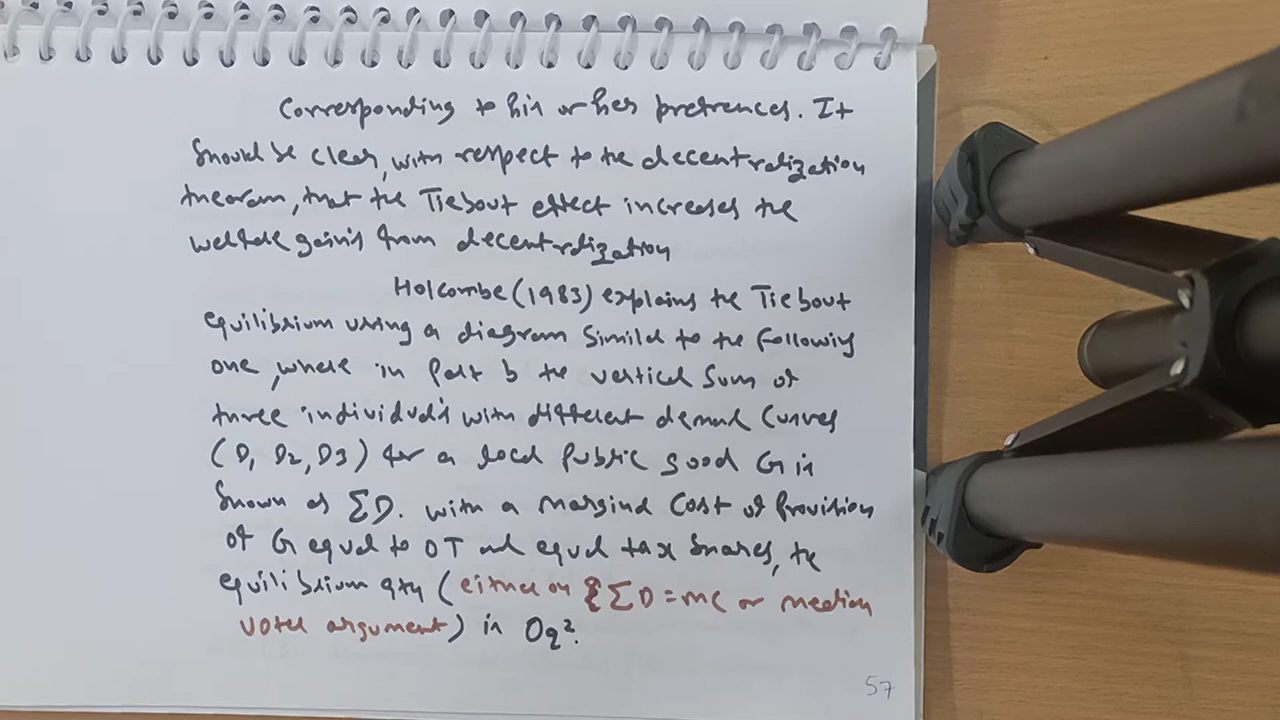 Corresponding to his or her prefrences. It
Should be clear, with respect to the decentralization
theoram, that the Tiebout effect increases the
welfare gains from decentralization
Holcombe (1983) explains the Tiebout
equilibrium using a diagram Similar to the following
one, where in Part b the vertical Sum of
three individuals with different demand Curves
(D, D2, D3) for a local Public good G is
Shown as ΣD. with a marginal Cost of Provision
of G equal to OT and equal tax Shares, the
equilibrium qty (either on ΣD = MC or median
voter argument) is Oq².
57